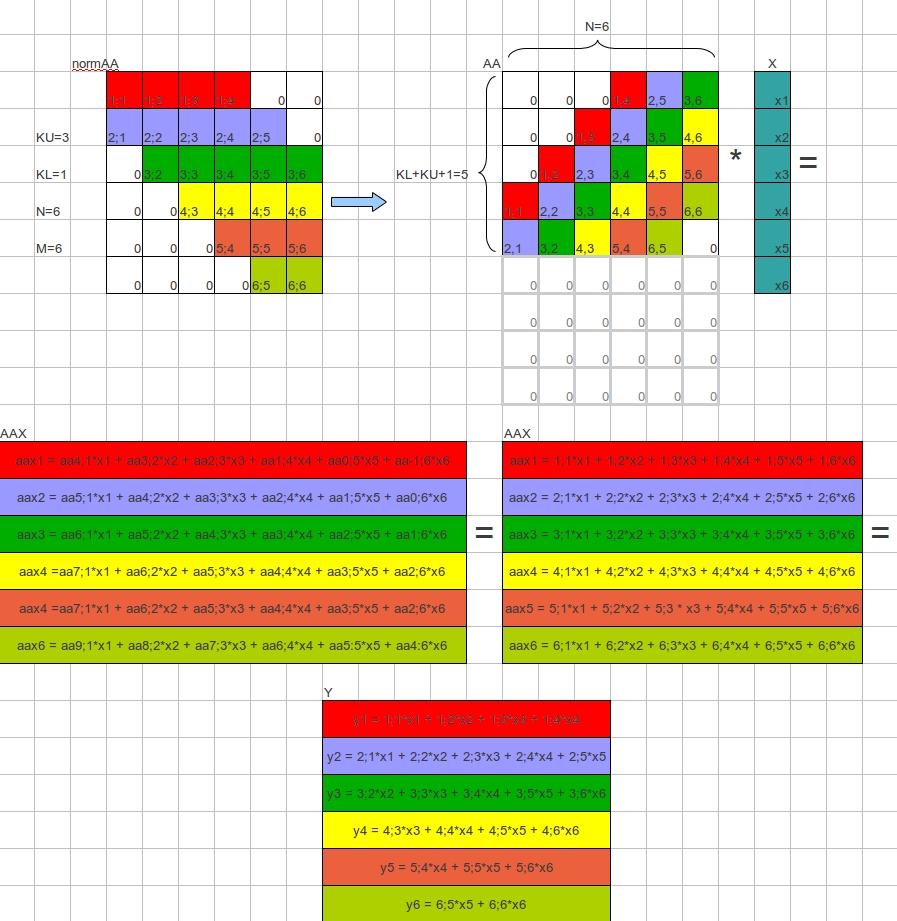 N=6
normAA AA X
1;1 1;2 1;3 1;4 0 0 0 0 0 1,4 2,5 3,6 x1
KU=3 2;1 2;2 2;3 2;4 2;5 0 0 0 1,3 2,4 3,5 4,6 x2
KL=1 0 3;2 3;3 3;4 3;5 3;6 KL+KU+1=5 0 1,2 2,3 3,4 4,5 5,6 * x3 =
N=6 0 0 4;3 4;4 4;5 4;6 1,1 2,2 3,3 4,4 5,5 6,6 x4
M=6 0 0 0 5;4 5;5 5;6 2,1 3,2 4,3 5,4 6,5 0 x5
0 0 0 0 6;5 6;6 0 0 0 0 0 0 x6
0 0 0 0 0 0
0 0 0 0 0 0
0 0 0 0 0 0
AAX AAX
aax1 = aa4;1*x1 + aa3;2*x2 + aa2;3*x3 + aa1;4*x4 + aa0;5*x5 + aa-1;6*x6 aax1 = 1;1*x1 + 1;2*x2 + 1;3*x3 + 1;4*x4 + 1;5*x5 + 1;6*x6
aax2 = aa5;1*x1 + aa4;2*x2 + aa3;3*x3 + aa2;4*x4 + aa1;5*x5 + aa0;6*x6 aax2 = 2;1*x1 + 2;2*x2 + 2;3*x3 + 2;4*x4 + 2;5*x5 + 2;6*x6
aax3 = aa6;1*x1 + aa5;2*x2 + aa4;3*x3 + aa3;4*x4 + aa2;5*x5 + aa1;6*x6 = aax3 = 3;1*x1 + 3;2*x2 + 3;3*x3 + 3;4*x4 + 3;5*x5 + 3;6*x6 =
aax4 =aa7;1*x1 + aa6;2*x2 + aa5;3*x3 + aa4;4*x4 + aa3;5*x5 + aa2;6*x6 aax4 = 4;1*x1 + 4;2*x2 + 4;3*x3 + 4;4*x4 + 4;5*x5 + 4;6*x6
aax4 =aa7;1*x1 + aa6;2*x2 + aa5;3*x3 + aa4;4*x4 + aa3;5*x5 + aa2;6*x6 aax5 = 5;1*x1 + 5;2*x2 + 5;3 * x3 + 5;4*x4 + 5;5*x5 + 5;6*x6
aax6 = aa9;1*x1 + aa8;2*x2 + aa7;3*x3 + aa6;4*x4 + aa5:5*x5 + aa4:6*x6 aax6 = 6;1*x1 + 6;2*x2 + 6;3*x3 + 6;4*x4 + 6;5*x5 + 6;6*x6
Y
y1 = 1;1*x1 + 1;2*x2 + 1;3*x3 + 1;4*x4
y2 = 2;1*x1 + 2;2*x2 + 2;3*x3 + 2;4*x4 + 2;5*x5
y3 = 3;2*x2 + 3;3*x3 + 3;4*x4 + 3;5*x5 + 3;6*x6
y4 = 4;3*x3 + 4;4*x4 + 4;5*x5 + 4;6*x6
y5 = 5;4*x4 + 5;5*x5 + 5;6*x6
y6 = 6;5*x5 + 6;6*x6